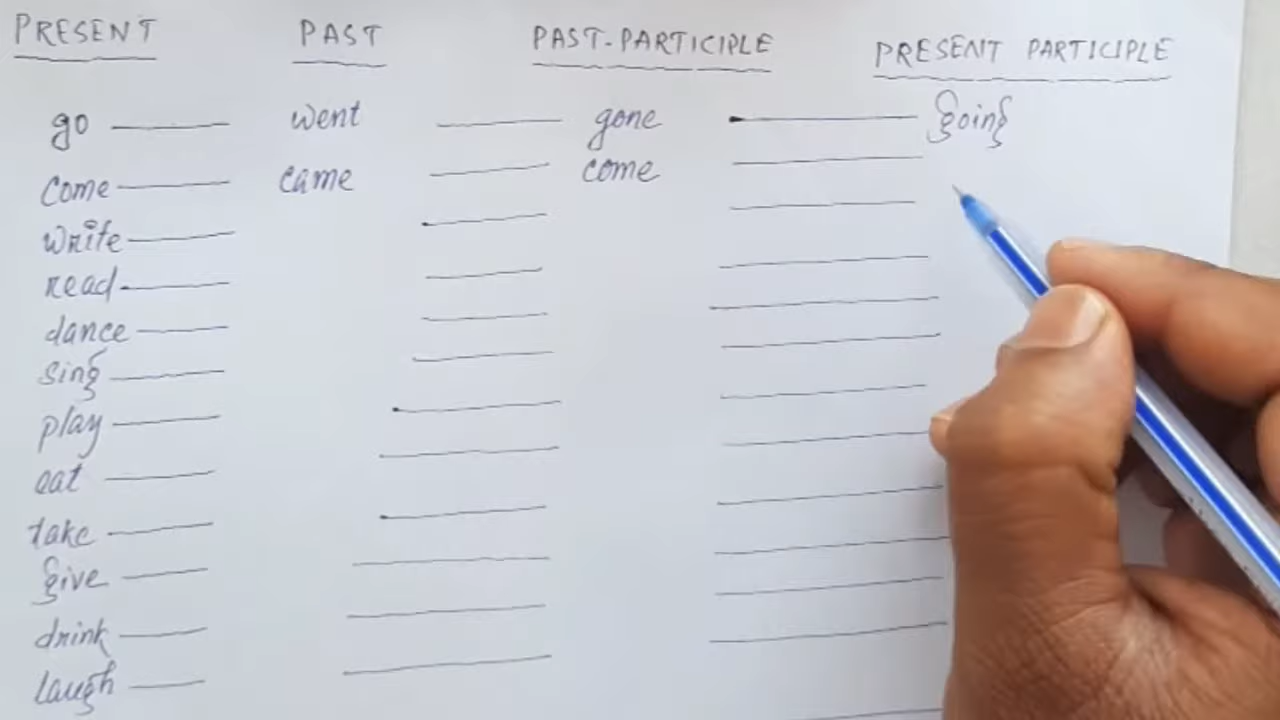 PRESENT PAST PAST-PARTICIPLE PRESENT PARTICIPLE
go went gone going
come came come
write
read
dance
sing
play
eat
take
give
drink
laugh